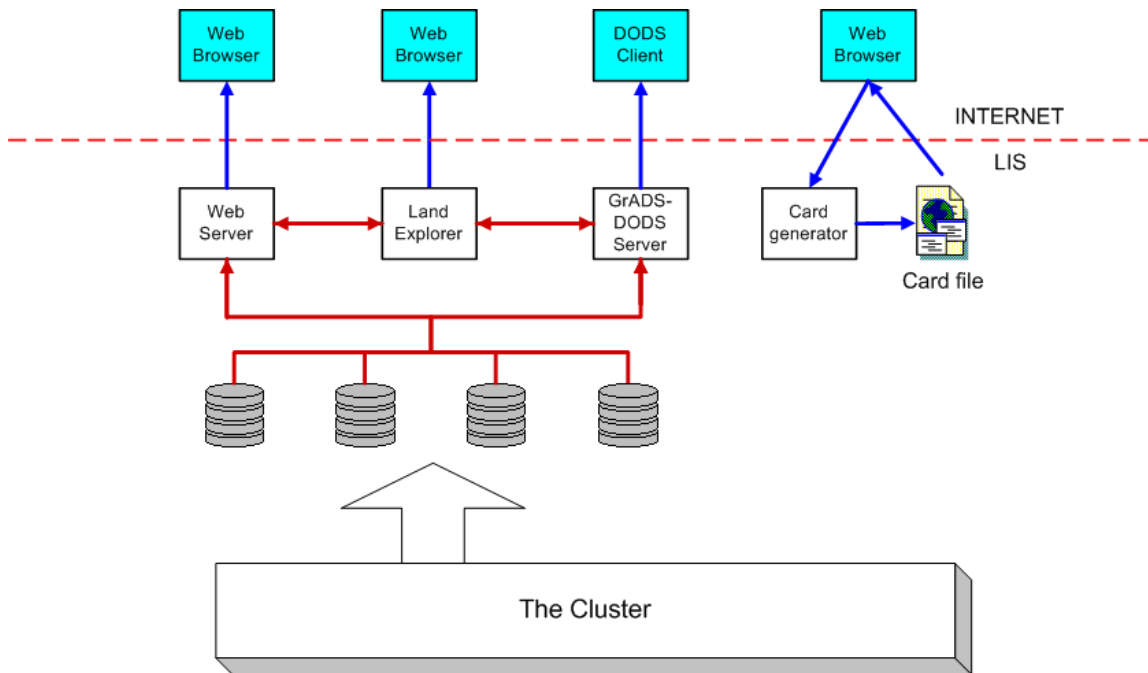 Web
Browser
Web
Browser
DODS
Client
Web
Browser
INTERNET
LIS
Web
Server
Land
Explorer
GrADS-
DODS
Server
Card
generator
Card file
The Cluster